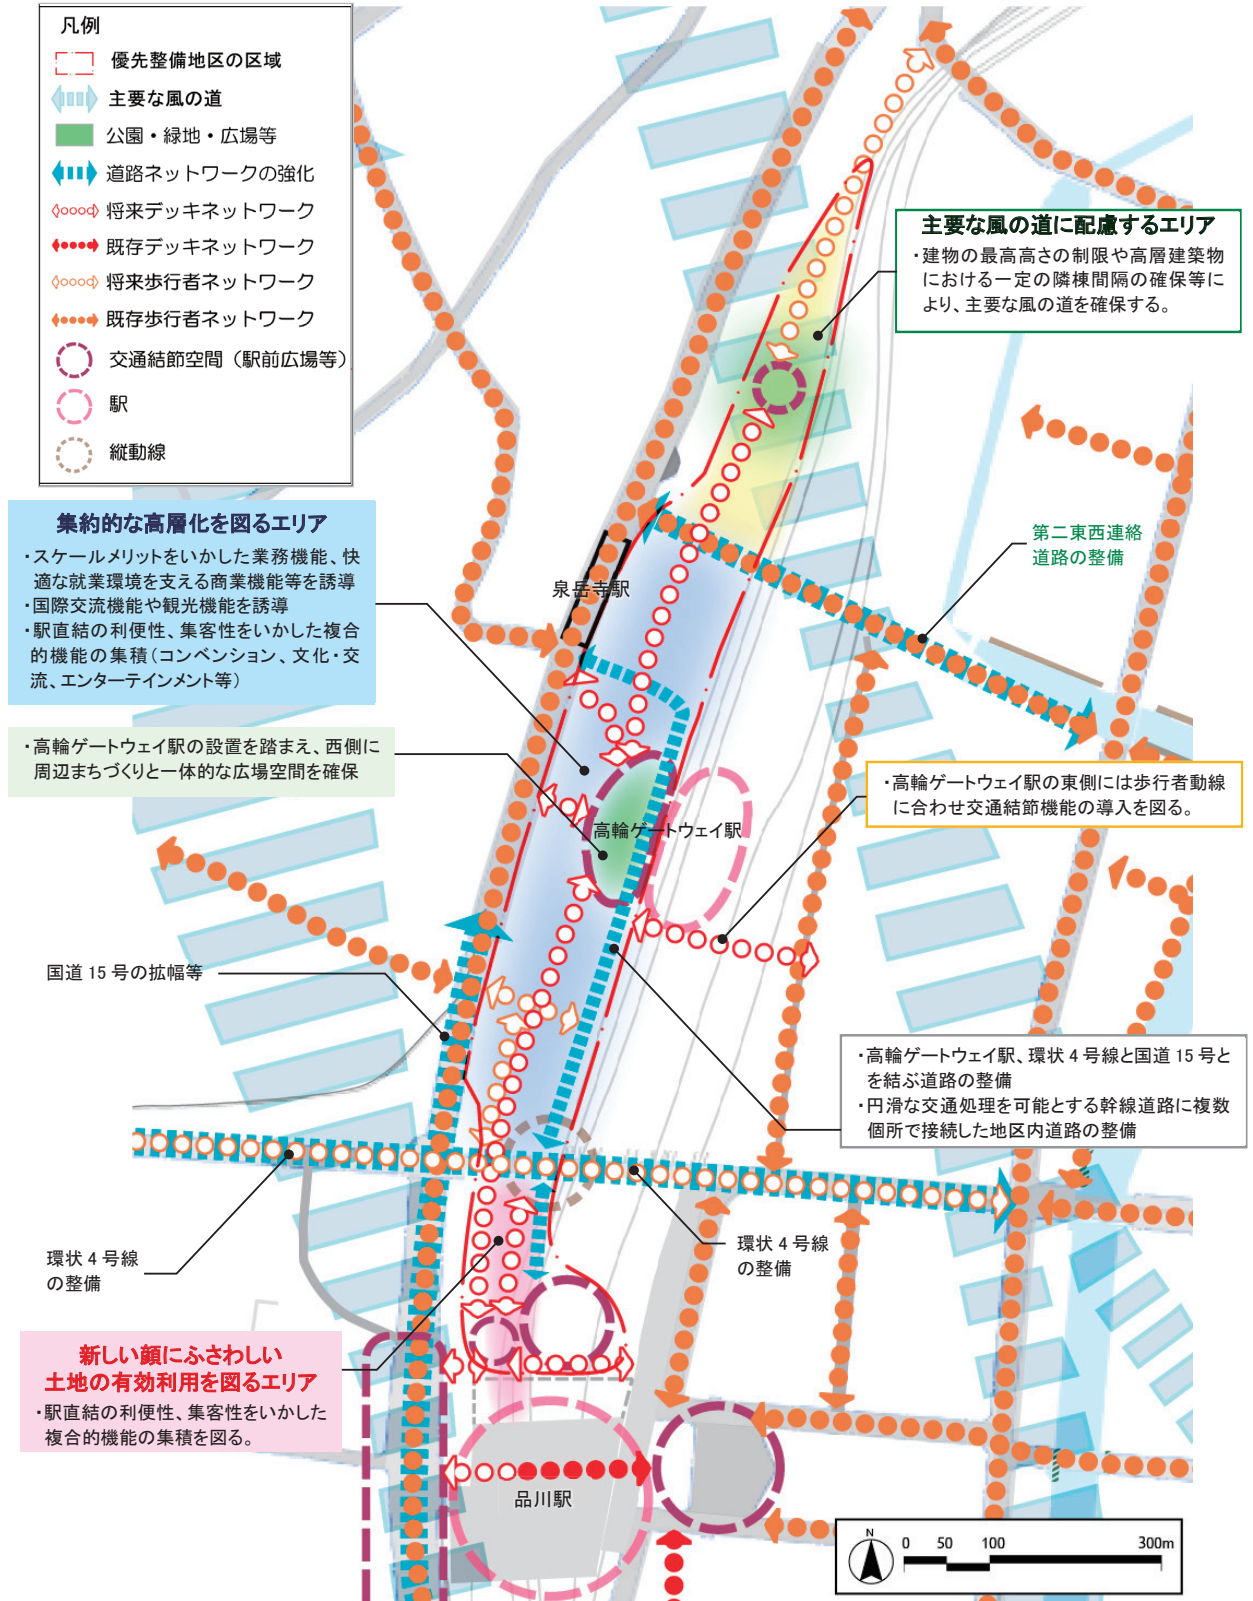 凡例
優先整備地区の区域
主要な風の道
公園・緑地・広場等
道路ネットワークの強化
将来デッキネットワーク
既存デッキネットワーク
将来歩行者ネットワーク
既存歩行者ネットワーク
交通結節空間（駅前広場等）
駅
縦動線
主要な風の道に配慮するエリア
・建物の最高高さの制限や高層建築物
における一定の隣棟間隔の確保等に
より、主要な風の道を確保する。
集約的な高層化を図るエリア
・スケールメリットをいかした業務機能、快
適な就業環境を支える商業機能等を誘導
・国際交流機能や観光機能を誘導
・駅直結の利便性、集客性をいかした複合
的機能の集積（コンベンション、文化・交
流、エンターテインメント等）
第二東西連絡
道路の整備
泉岳寺駅
・高輪ゲートウェイ駅の設置を踏まえ、西側に
周辺まちづくりと一体的な広場空間を確保
・高輪ゲートウェイ駅の東側には歩行者動線
に合わせ交通結節機能の導入を図る。
高輪ゲートウェイ駅
国道 15 号の拡幅等
・高輪ゲートウェイ駅、環状 4 号線と国道 15 号と
を結ぶ道路の整備
・円滑な交通処理を可能とする幹線道路に複数
個所で接続した地区内道路の整備
環状 4 号線
の整備
環状 4 号線
の整備
新しい顔にふさわしい
土地の有効利用を図るエリア
・駅直結の利便性、集客性をいかした
複合的機能の集積を図る。
品川駅
N
0 50 100 300m